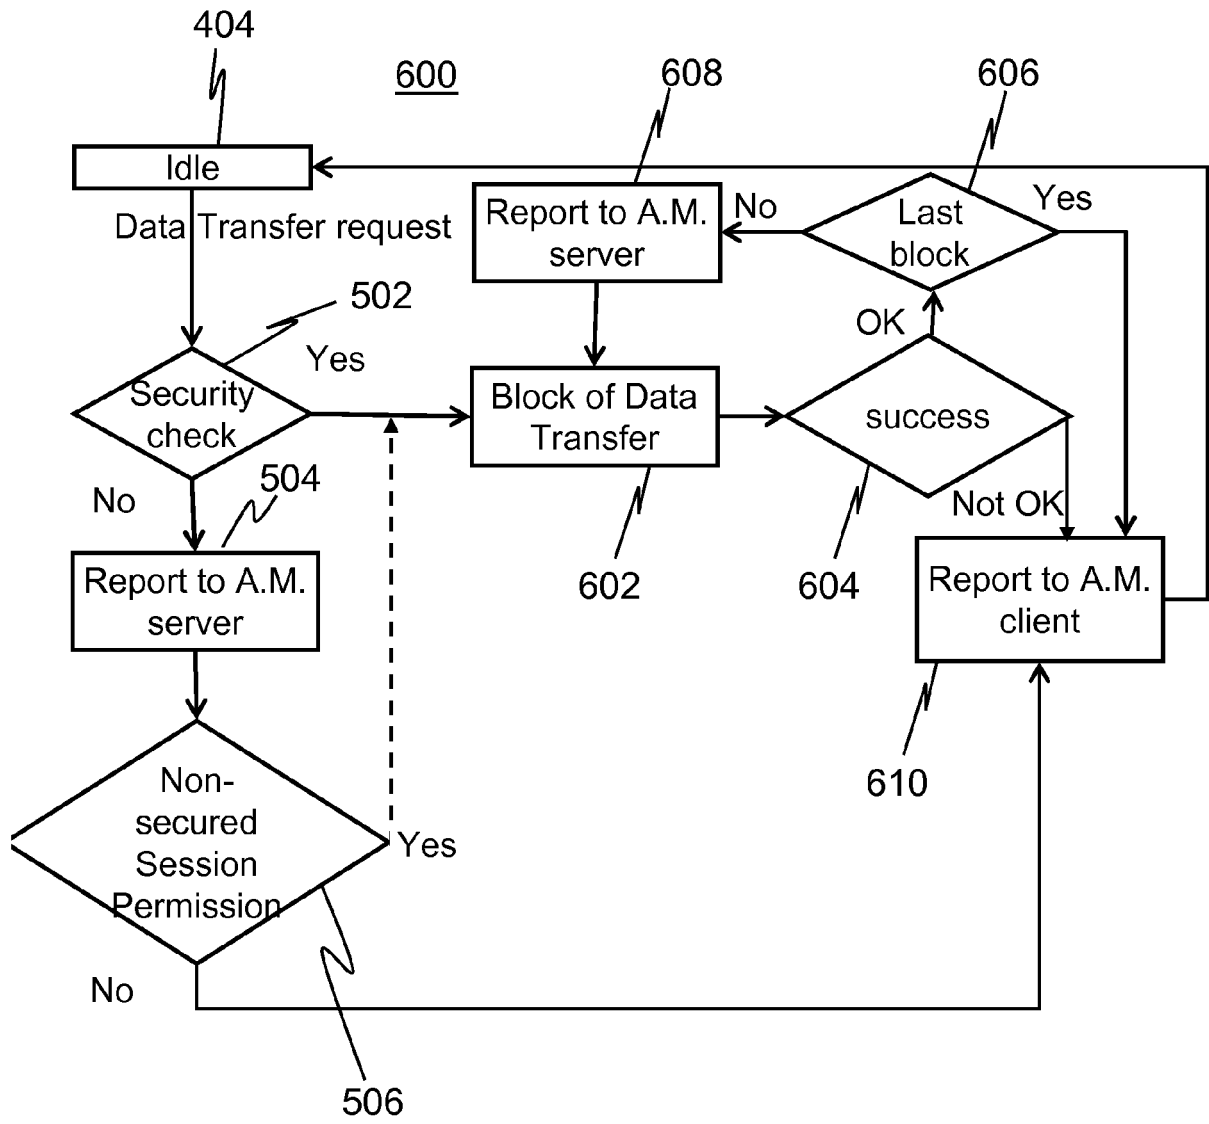 404
600
608
606
Idle
Data Transfer request
Report to A.M.
server
No
Last
block
Yes
502
OK
Yes
Security
check
Block of Data
Transfer
success
No
504
Not OK
602
604
Report to A.M.
server
Report to A.M.
client
610
Non-
secured
Session
Permission
Yes
No
506